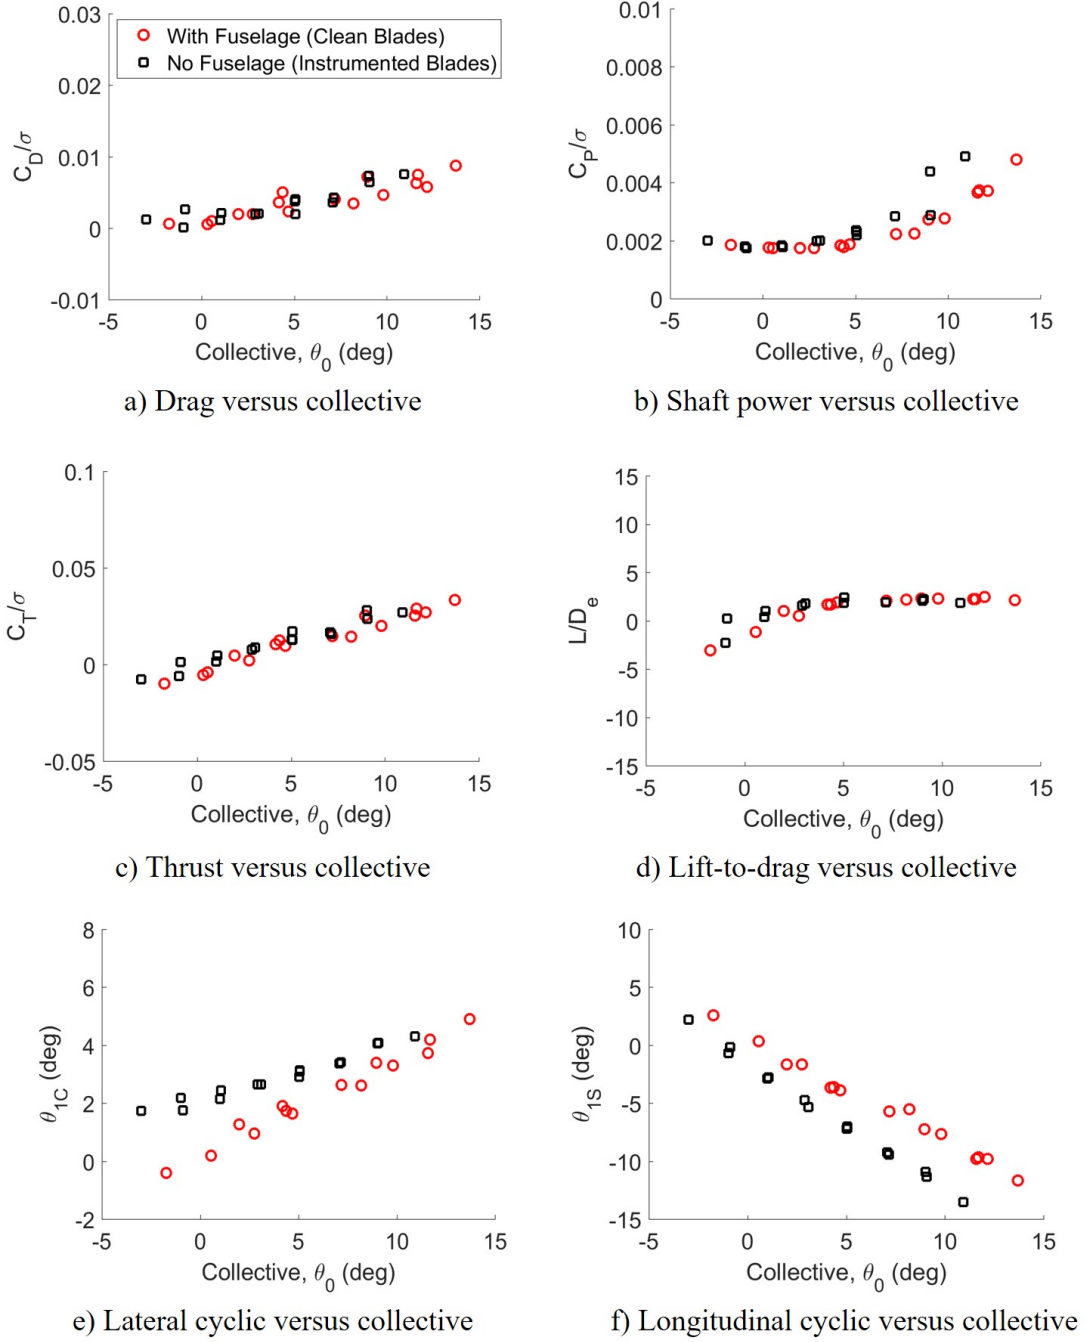 0.03
0.02
0.01
0
-0.01
C_D/σ
With Fuselage (Clean Blades)
No Fuselage (Instrumented Blades)
-5 0 5 10 15
Collective, θ_0 (deg)
a) Drag versus collective
0.01
0.008
0.006
0.004
0.002
0
C_P/σ
-5 0 5 10 15
Collective, θ_0 (deg)
b) Shaft power versus collective
0.1
0.05
0
-0.05
C_T/σ
-5 0 5 10 15
Collective, θ_0 (deg)
c) Thrust versus collective
15
10
5
0
-5
-10
-15
L/D_e
-5 0 5 10 15
Collective, θ_0 (deg)
d) Lift-to-drag versus collective
8
6
4
2
0
-2
θ_1C (deg)
-5 0 5 10 15
Collective, θ_0 (deg)
e) Lateral cyclic versus collective
10
5
0
-5
-10
-15
θ_1S (deg)
-5 0 5 10 15
Collective, θ_0 (deg)
f) Longitudinal cyclic versus collective